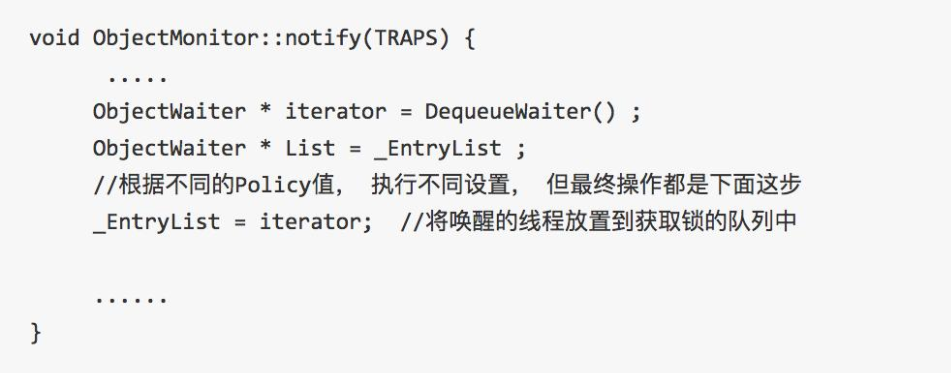 void ObjectMonitor::notify(TRAPS) {
.....
ObjectWaiter * iterator = DequeueWaiter() ;
ObjectWaiter * List = _EntryList ;
//根据不同的Policy值， 执行不同设置， 但最终操作都是下面这步
_EntryList = iterator;  //将唤醒的线程放置到获取锁的队列中
......
}